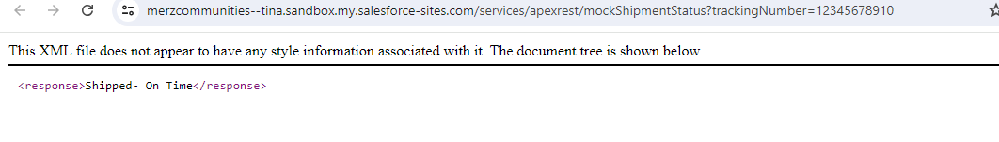 merzcommunities--tina.sandbox.my.salesforce-sites.com/services/apexrest/mockShipmentStatus?trackingNumber=12345678910
This XML file does not appear to have any style information associated with it. The document tree is shown below.
<response>Shipped- On Time</response>